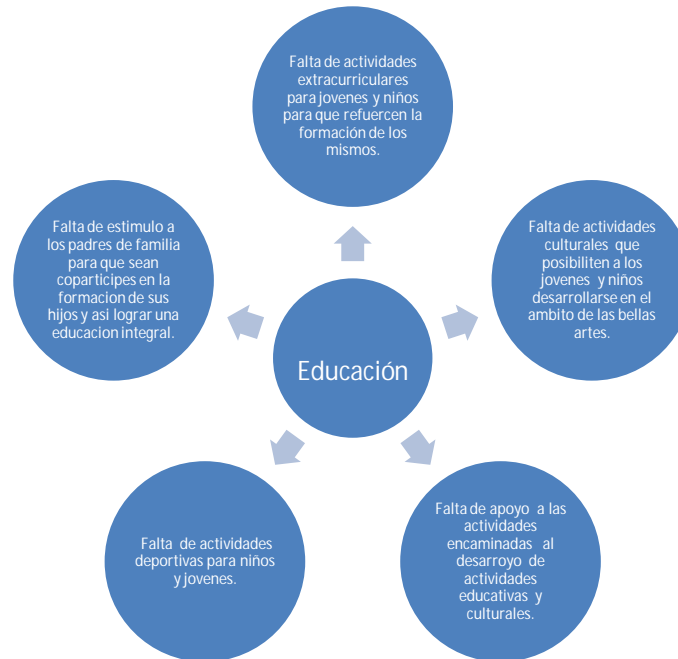 Falta de actividades
extracurriculares
para jovenes y niños
para que refuercen la
formación de los
mismos.
Falta de estimulo a
los padres de familia
para que sean
coparticipes en la
formacion de sus
hijos y asi lograr una
educacion integral.
Falta de actividades
culturales que
posibiliten a los
jovenes y niños
desarrollarse en el
ambito de las bellas
artes.
Educación
Falta de actividades
deportivas para niños
y jovenes.
Falta de apoyo a las
actividades
encaminadas al
desarroyo de
actividades
educativas y
culturales.